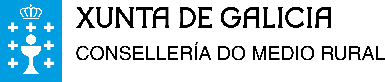 XUNTA DE GALICIA
CONSELLERÍA DO MEDIO RURAL